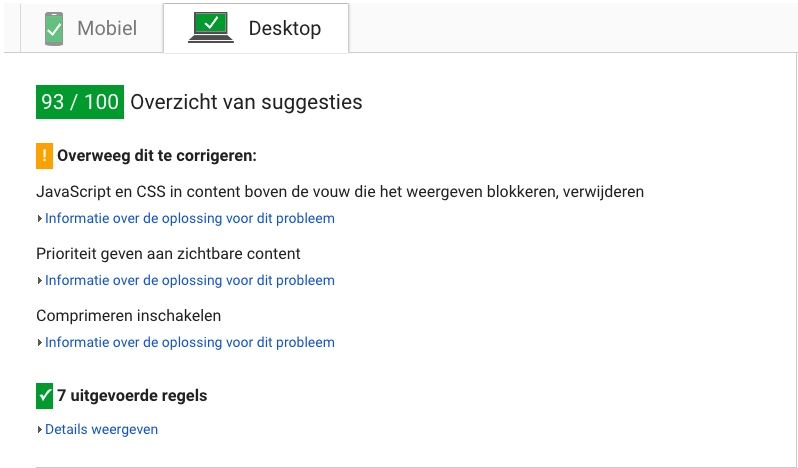 Mobiel
Desktop
93 / 100 Overzicht van suggesties
! Overweeg dit te corrigeren:
JavaScript en CSS in content boven de vouw die het weergeven blokkeren, verwijderen
Informatie over de oplossing voor dit probleem
Prioriteit geven aan zichtbare content
Informatie over de oplossing voor dit probleem
Comprimeren inschakelen
Informatie over de oplossing voor dit probleem
7 uitgevoerde regels
Details weergeven